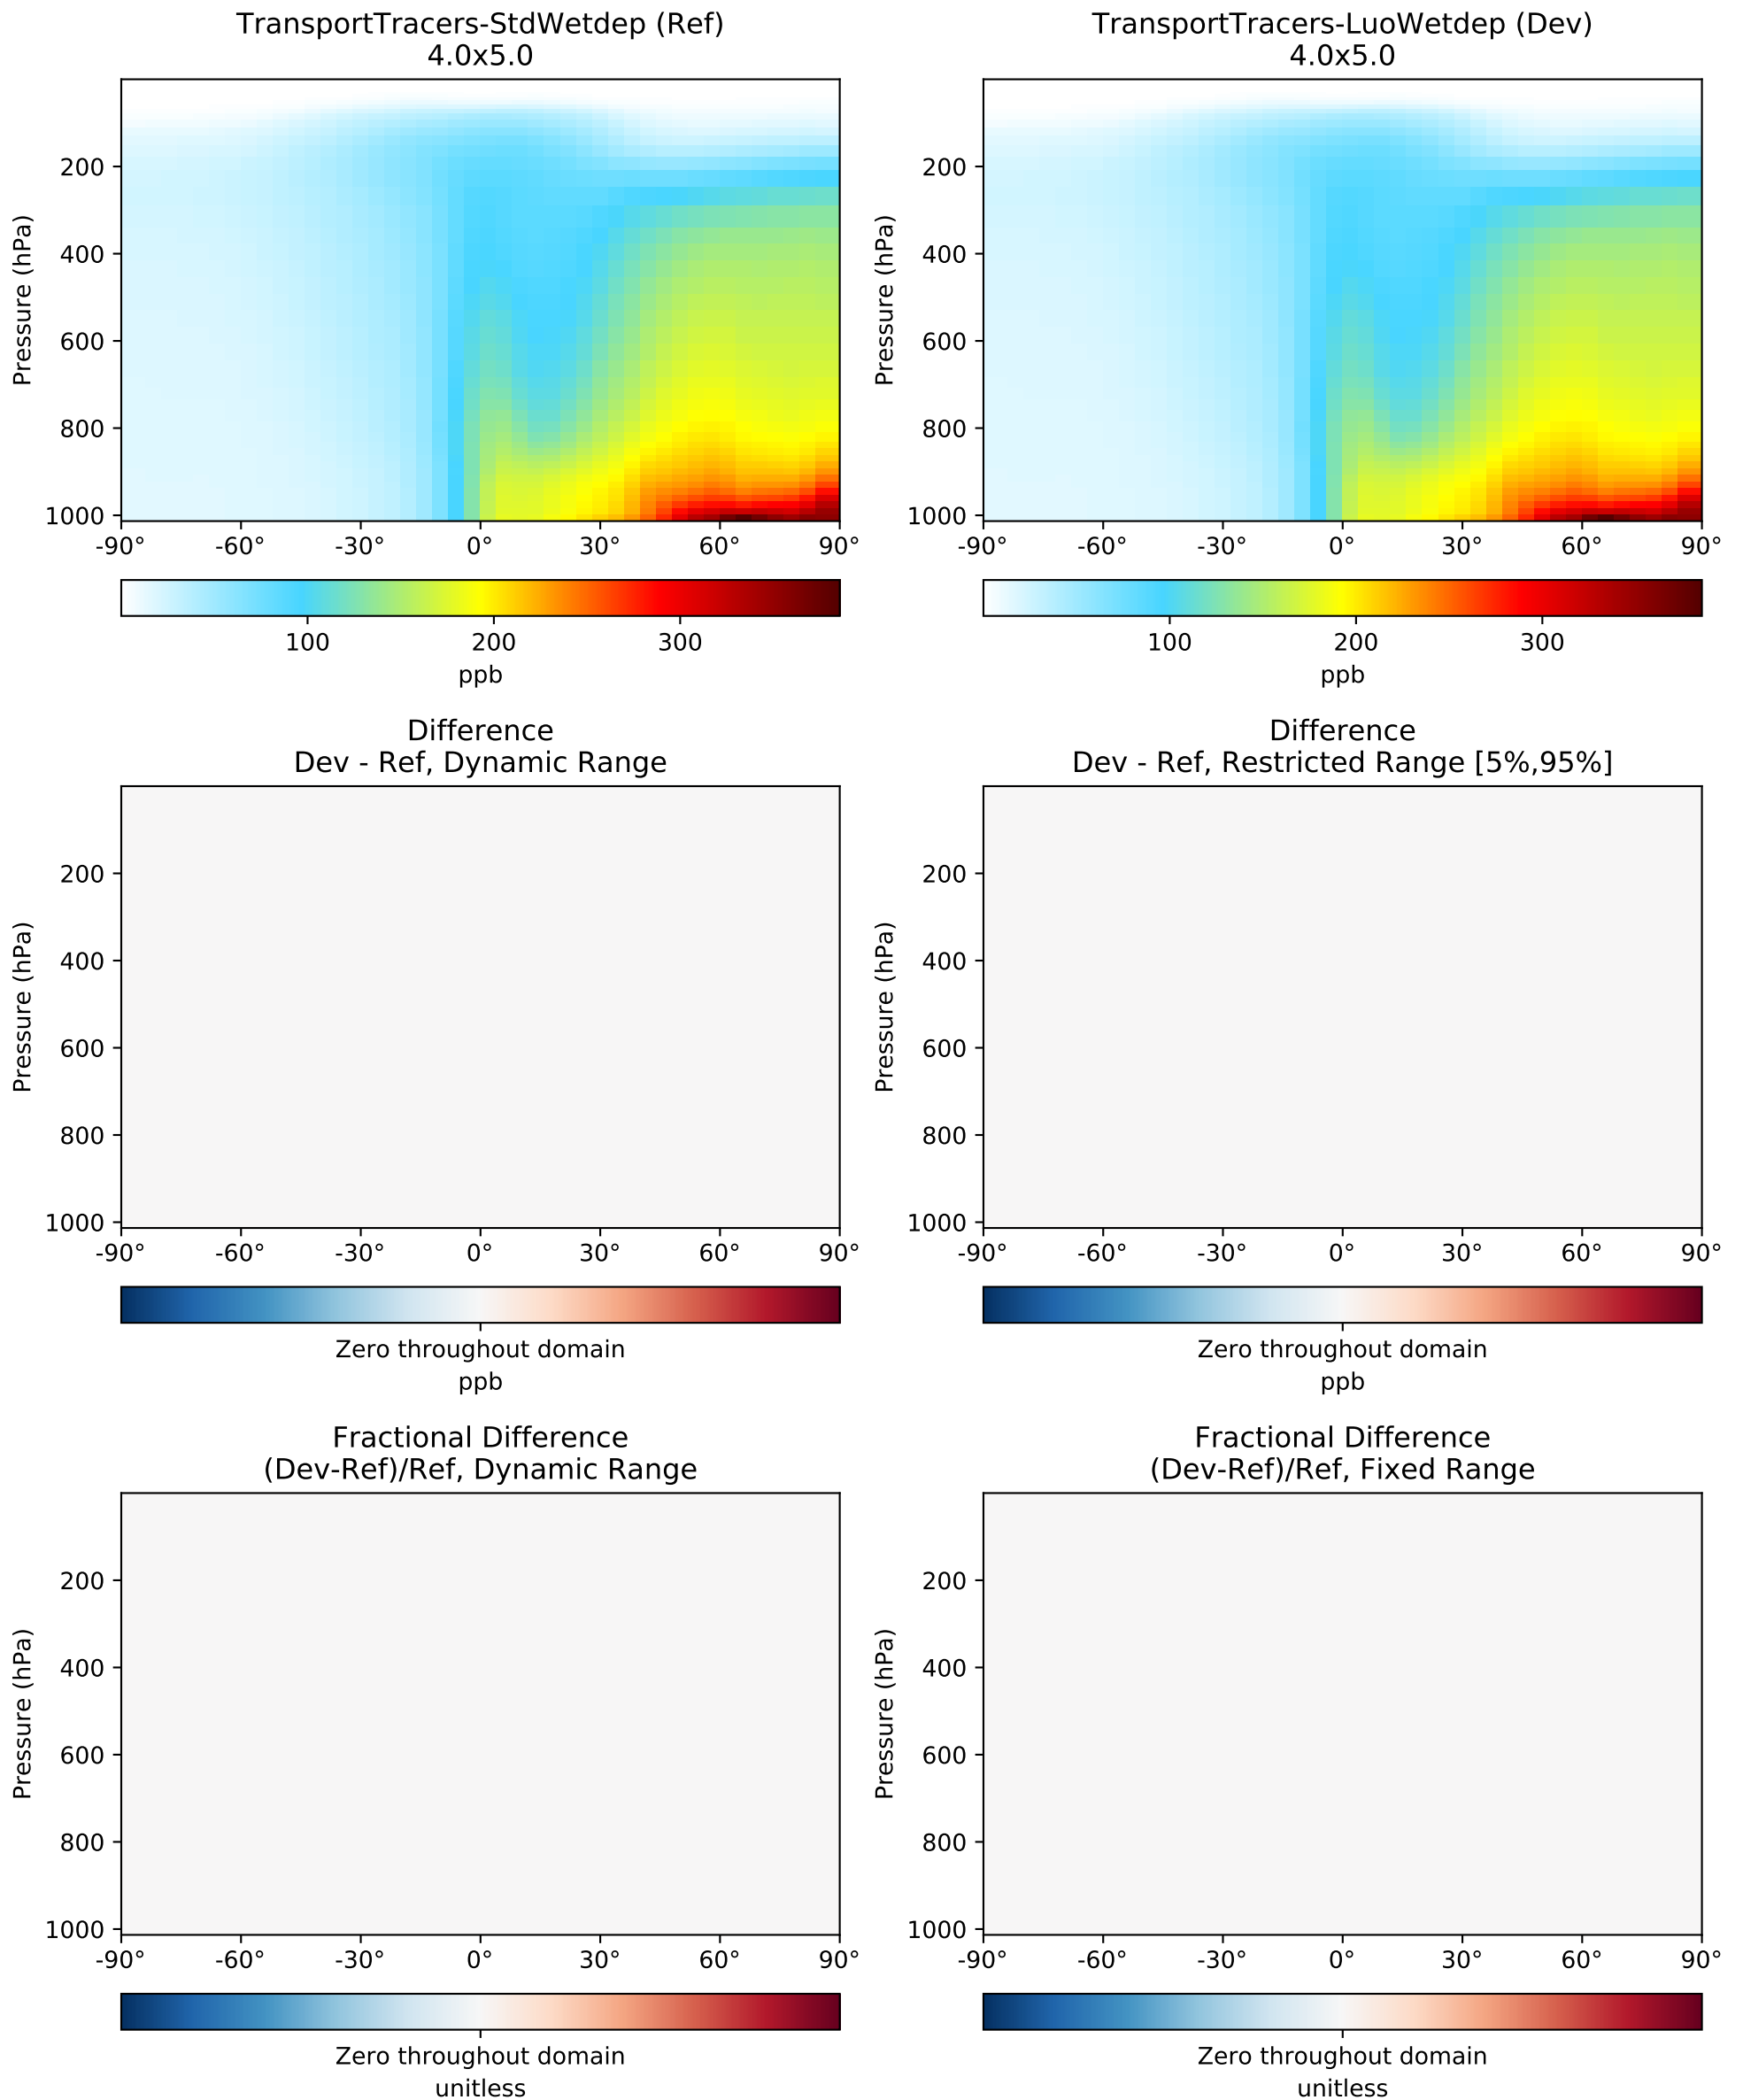 TransportTracers-StdWetdep (Ref)
4.0x5.0
TransportTracers-LuoWetdep (Dev)
4.0x5.0
Pressure (hPa)
200
400
600
800
1000
-90° -60° -30° 0° 30° 60° 90°
100 200 300
ppb
Pressure (hPa)
200
400
600
800
1000
-90° -60° -30° 0° 30° 60° 90°
100 200 300
ppb
Difference
Dev - Ref, Dynamic Range
Pressure (hPa)
200
400
600
800
1000
-90° -60° -30° 0° 30° 60° 90°
Zero throughout domain
ppb
Difference
Dev - Ref, Restricted Range [5%,95%]
Pressure (hPa)
200
400
600
800
1000
-90° -60° -30° 0° 30° 60° 90°
Zero throughout domain
ppb
Fractional Difference
(Dev-Ref)/Ref, Dynamic Range
Pressure (hPa)
200
400
600
800
1000
-90° -60° -30° 0° 30° 60° 90°
Zero throughout domain
unitless
Fractional Difference
(Dev-Ref)/Ref, Fixed Range
Pressure (hPa)
200
400
600
800
1000
-90° -60° -30° 0° 30° 60° 90°
Zero throughout domain
unitless